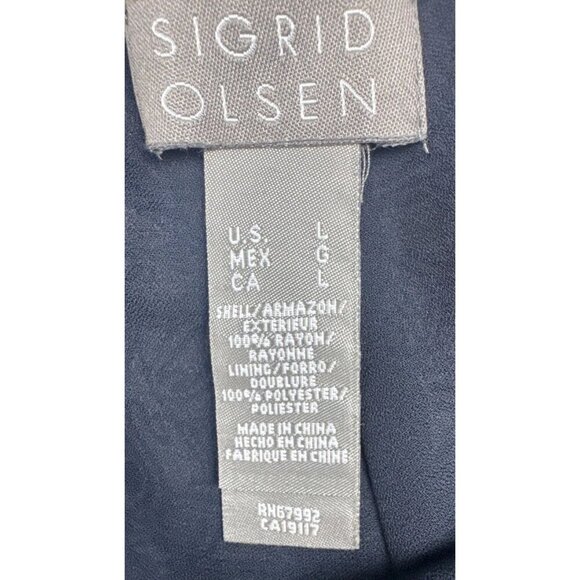 SIGRID
OLSEN
U.S. L
MEX G
CA L
SHELL/ARMAZON/
EXTERIEUR
100% RAYON/
RAYONNE
LINING/FORRO/
DOUBLURE
100% POLYESTER/
POLIESTER
MADE IN CHINA
HECHO EN CHINA
FABRIQUE EN CHINE
RN67992
CA19117